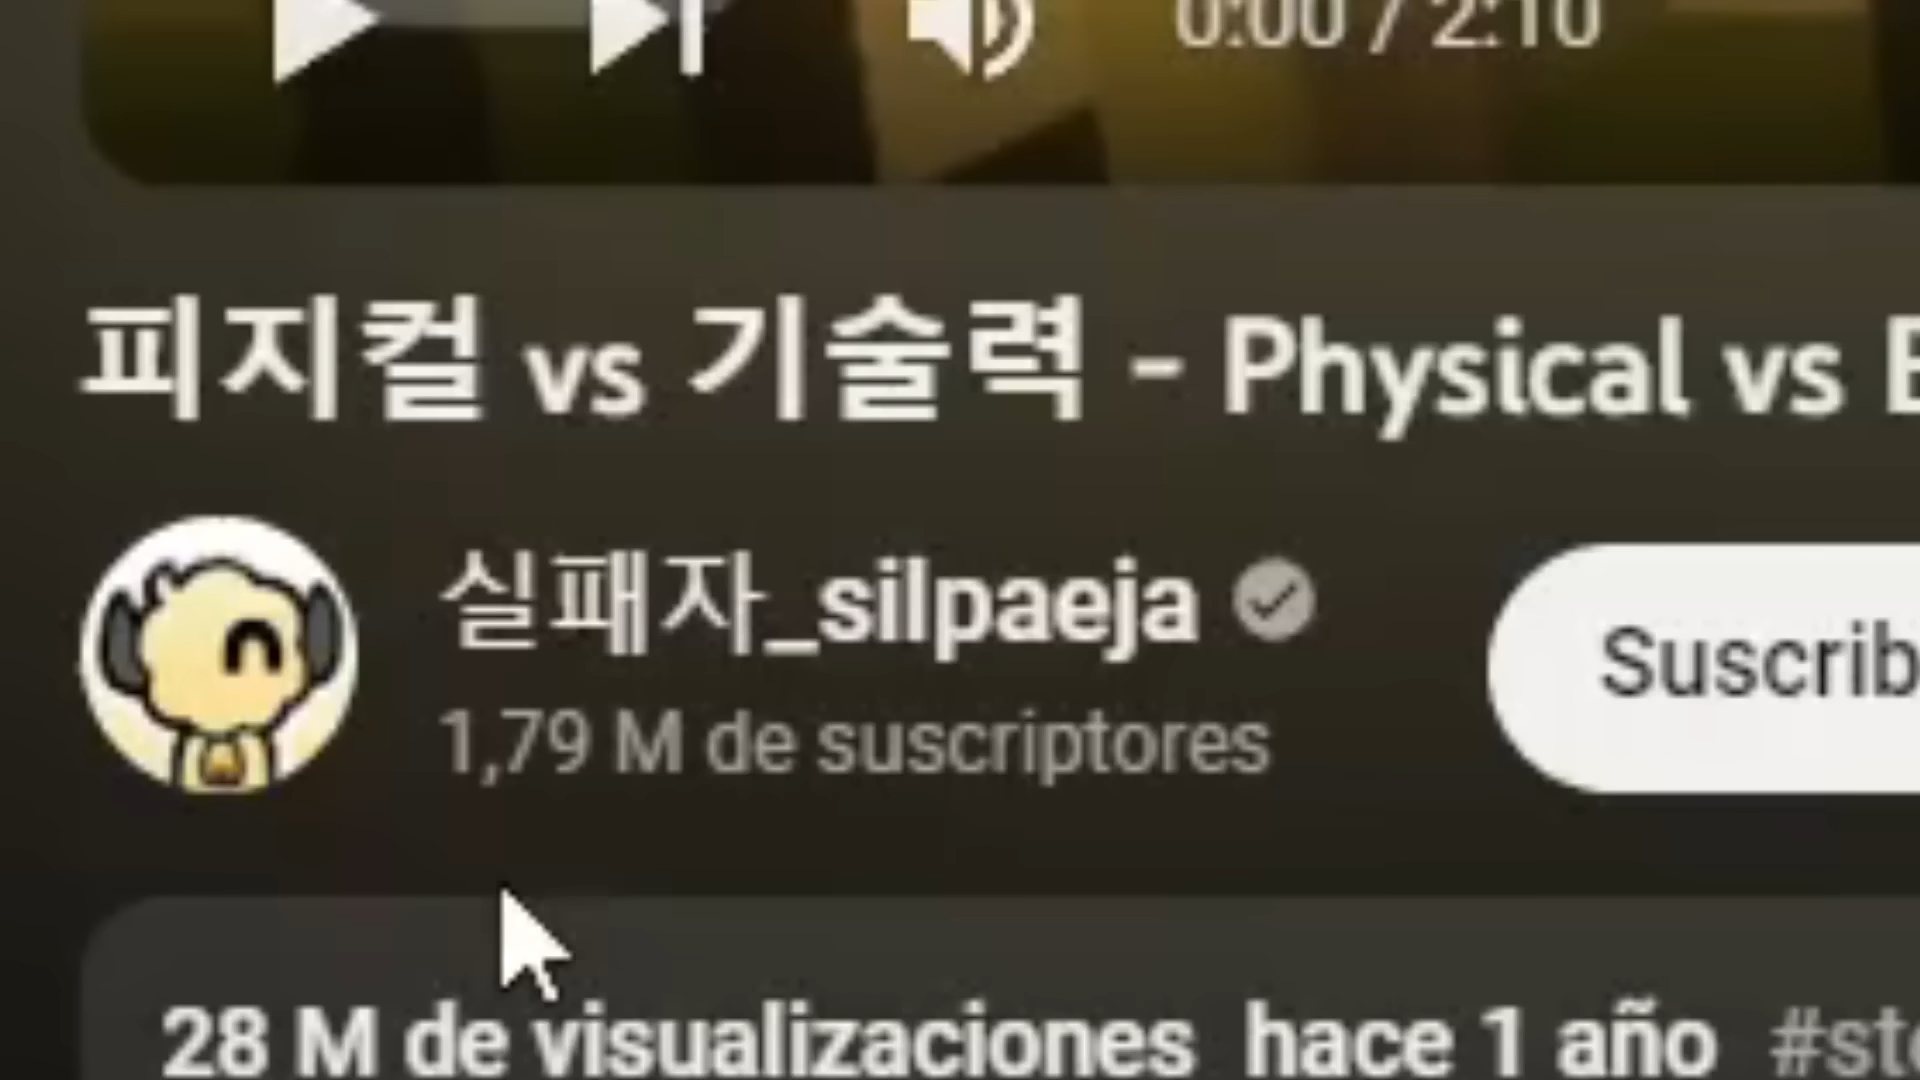 0:00 / 2:10
피지컬 vs 기술력 - Physical vs
실패자_silpaeja
Suscrib
1,79 M de suscriptores
28 M de visualizaciones hace 1 año #sto